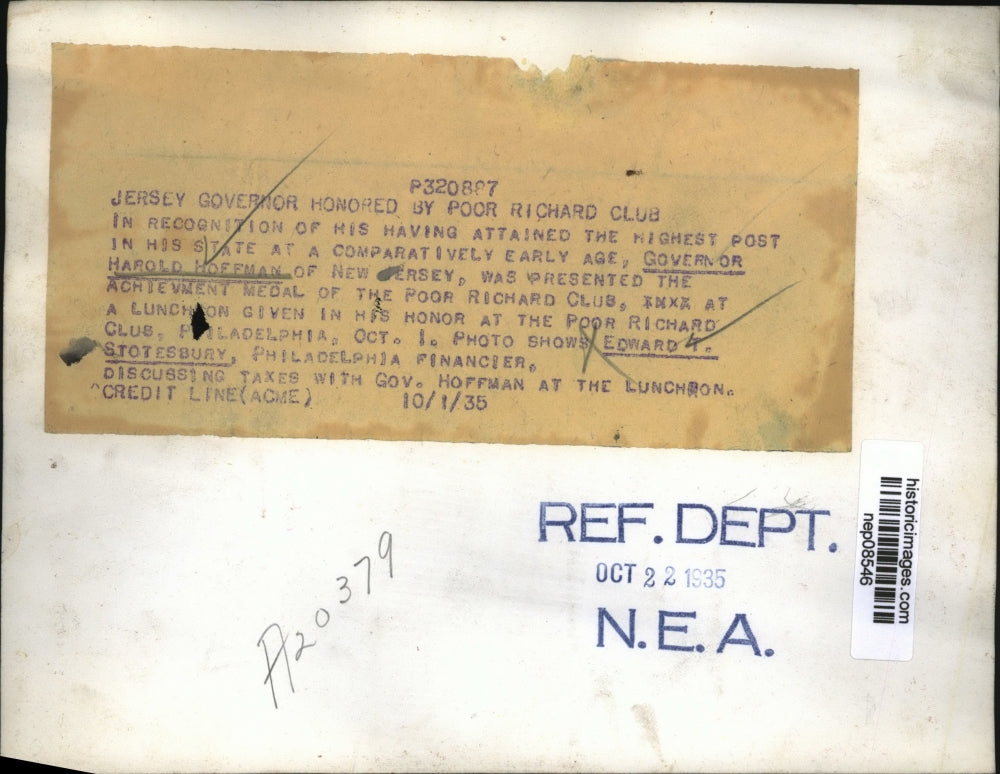 P320887
JERSEY GOVERNOR HONORED BY POOR RICHARD CLUB
IN RECOGNITION OF HIS HAVING ATTAINED THE HIGHEST POST
IN HIS STATE AT A COMPARATIVELY EARLY AGE, GOVERNOR
HAROLD HOFFMAN OF NEW JERSEY, WAS PRESENTED THE
ACHIEVMENT MEDAL OF THE POOR RICHARD CLUB, XNXX AT
A LUNCHEON GIVEN IN HIS HONOR AT THE POOR RICHARD
CLUB, PHILADELPHIA, OCT. 1. PHOTO SHOWS EDWARD T.
STOTESBURY, PHILADELPHIA FINANCIER,
DISCUSSING TAXES WITH GOV. HOFFMAN AT THE LUNCHEON.
CREDIT LINE(ACME) 10/1/35
REF. DEPT.
OCT 22 1935
N.E.A.
A20379
historicimages.com
nep08546